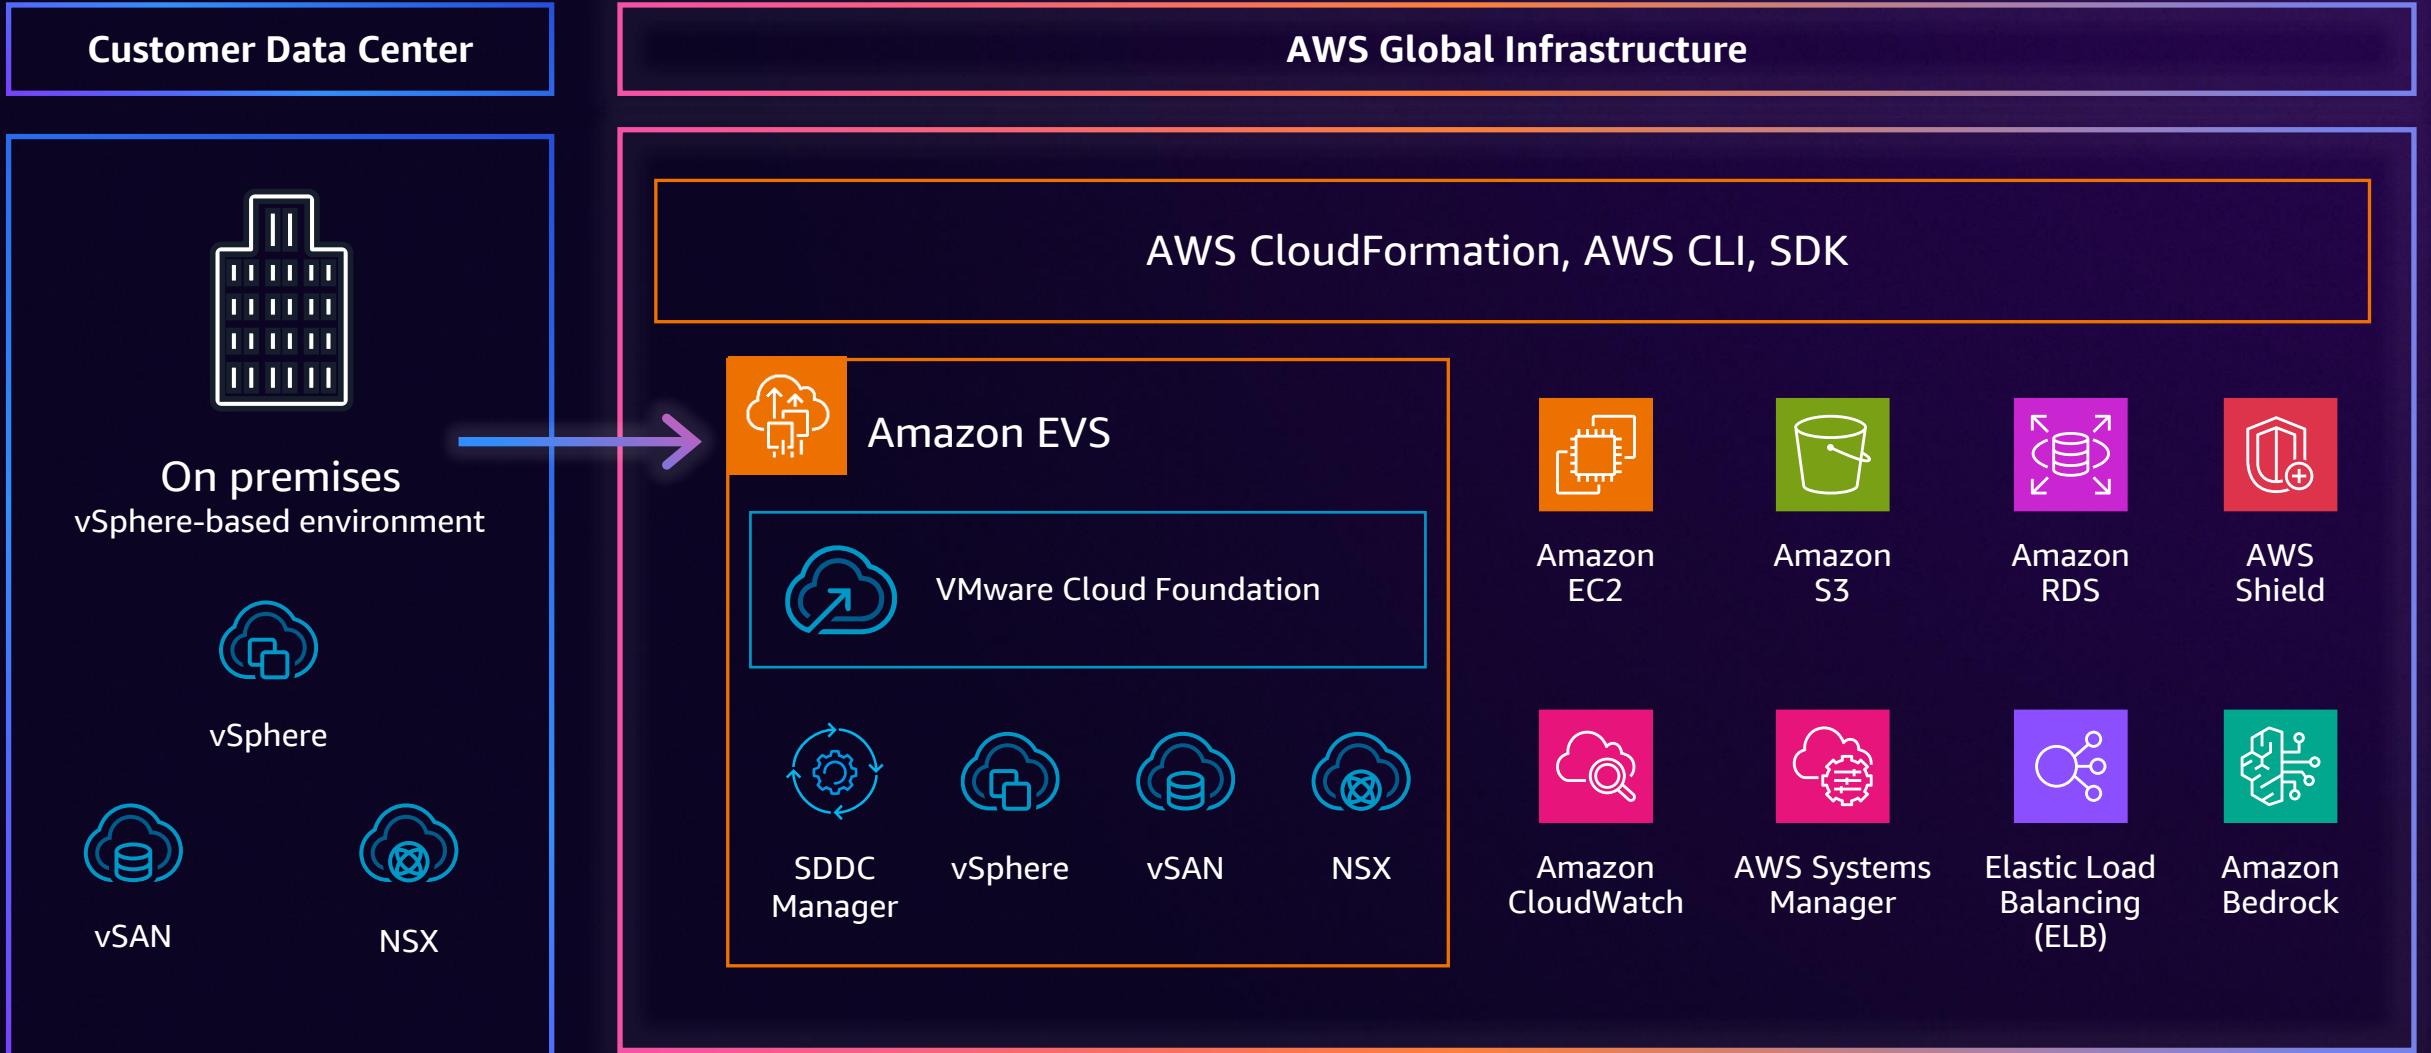 Customer Data Center
On premises
vSphere-based environment
vSphere
vSAN
NSX
AWS Global Infrastructure
AWS CloudFormation, AWS CLI, SDK
Amazon EVS
VMware Cloud Foundation
SDDC
Manager
vSphere
vSAN
NSX
Amazon
EC2
Amazon
S3
Amazon
RDS
AWS
Shield
Amazon
CloudWatch
AWS Systems
Manager
Elastic Load
Balancing
(ELB)
Amazon
Bedrock